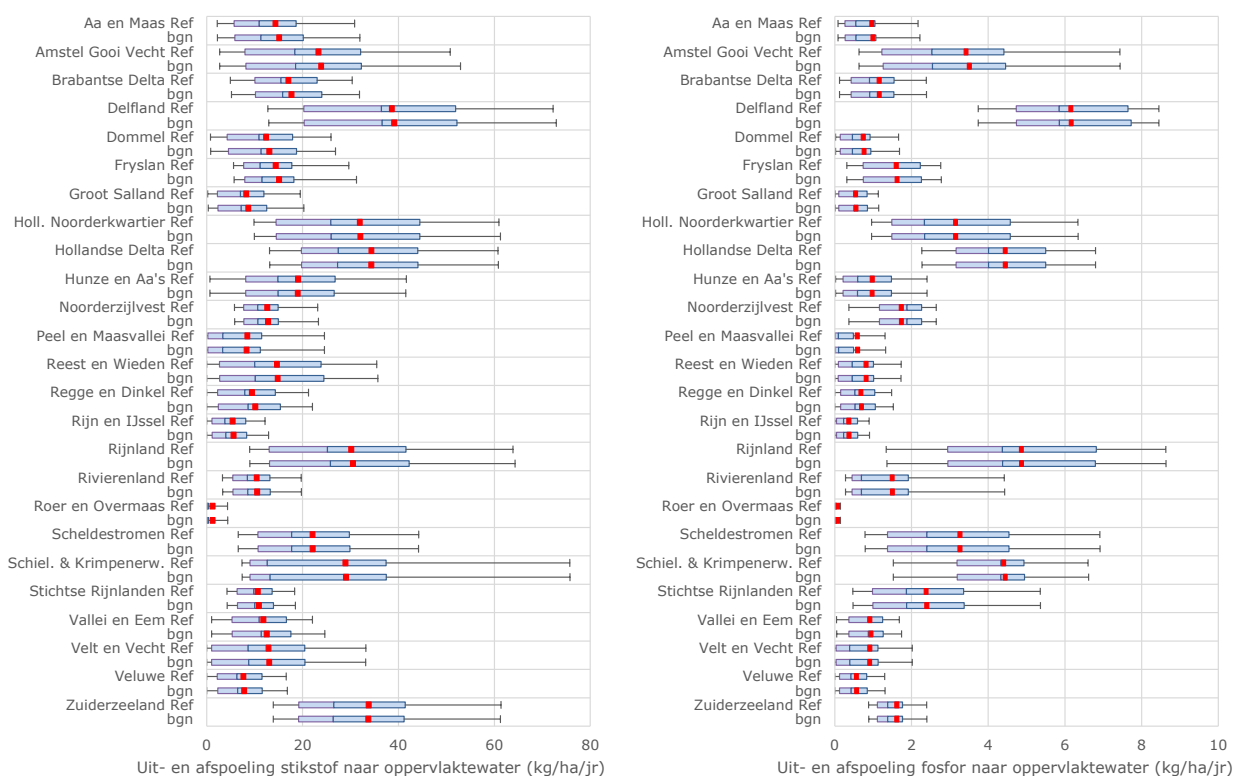 Aa en Maas Ref
bgn
Amstel Gooi Vecht Ref
bgn
Brabantse Delta Ref
bgn
Delfland Ref
bgn
Dommel Ref
bgn
Fryslan Ref
bgn
Groot Salland Ref
bgn
Holl. Noorderkwartier Ref
bgn
Hollandse Delta Ref
bgn
Hunze en Aa's Ref
bgn
Noorderzijlvest Ref
bgn
Peel en Maasvallei Ref
bgn
Reest en Wieden Ref
bgn
Regge en Dinkel Ref
bgn
Rijn en IJssel Ref
bgn
Rijnland Ref
bgn
Rivierenland Ref
bgn
Roer en Overmaas Ref
bgn
Scheldestromen Ref
bgn
Schiel. & Krimpenerw. Ref
bgn
Stichtse Rijnlanden Ref
bgn
Vallei en Eem Ref
bgn
Velt en Vecht Ref
bgn
Veluwe Ref
bgn
Zuiderzeeland Ref
bgn
0 20 40 60 80
Uit- en afspoeling stikstof naar oppervlaktewater (kg/ha/jr)
Aa en Maas Ref
bgn
Amstel Gooi Vecht Ref
bgn
Brabantse Delta Ref
bgn
Delfland Ref
bgn
Dommel Ref
bgn
Fryslan Ref
bgn
Groot Salland Ref
bgn
Holl. Noorderkwartier Ref
bgn
Hollandse Delta Ref
bgn
Hunze en Aa's Ref
bgn
Noorderzijlvest Ref
bgn
Peel en Maasvallei Ref
bgn
Reest en Wieden Ref
bgn
Regge en Dinkel Ref
bgn
Rijn en IJssel Ref
bgn
Rijnland Ref
bgn
Rivierenland Ref
bgn
Roer en Overmaas Ref
bgn
Scheldestromen Ref
bgn
Schiel. & Krimpenerw. Ref
bgn
Stichtse Rijnlanden Ref
bgn
Vallei en Eem Ref
bgn
Velt en Vecht Ref
bgn
Veluwe Ref
bgn
Zuiderzeeland Ref
bgn
0 2 4 6 8 10
Uit- en afspoeling fosfor naar oppervlaktewater (kg/ha/jr)